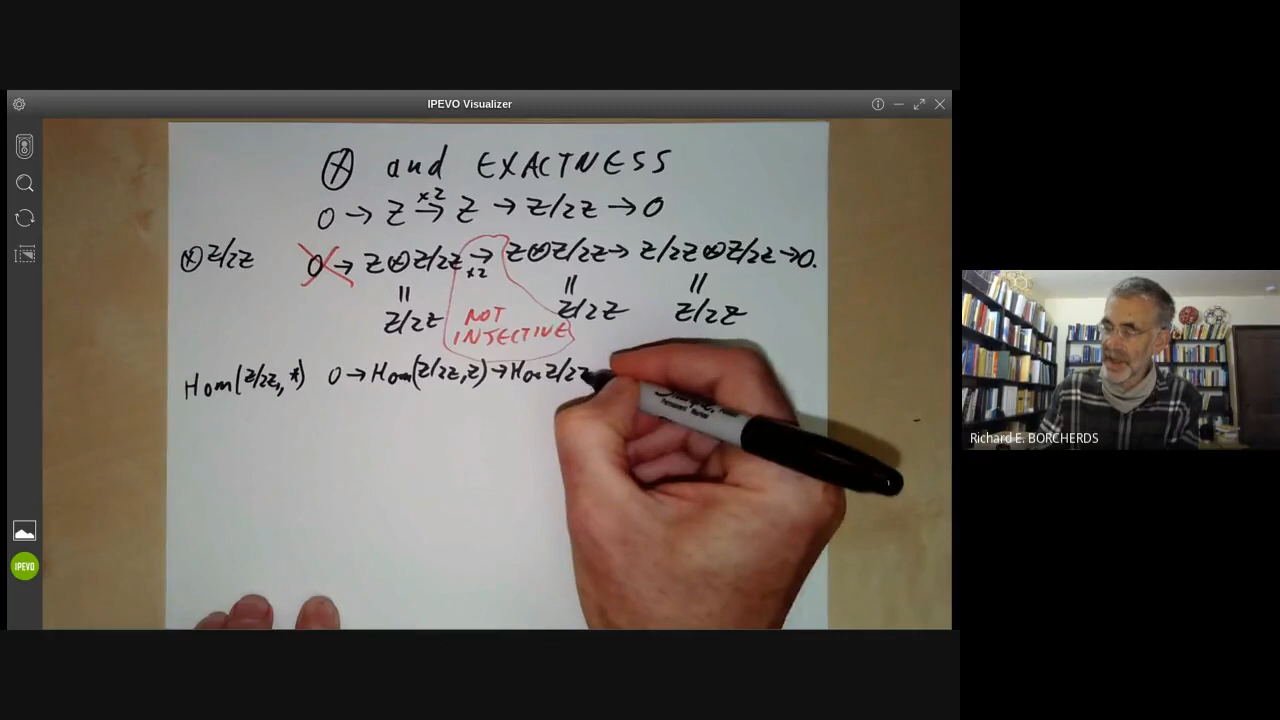 IPEVO Visualizer
⊗ and EXACTNESS
0 → Z →×2 Z → Z/2Z → 0
⊗ Z/2Z 0 → Z⊗Z/2Z →×2 Z⊗Z/2Z → Z/2Z⊗Z/2Z → 0.
= = =
Z/2Z Z/2Z Z/2Z
NOT
INJECTIVE
Hom(Z/2Z, *) 0 → Hom(Z/2Z, Z) → Hom Z/2Z
IPEVO
Richard E. BORCHERDS